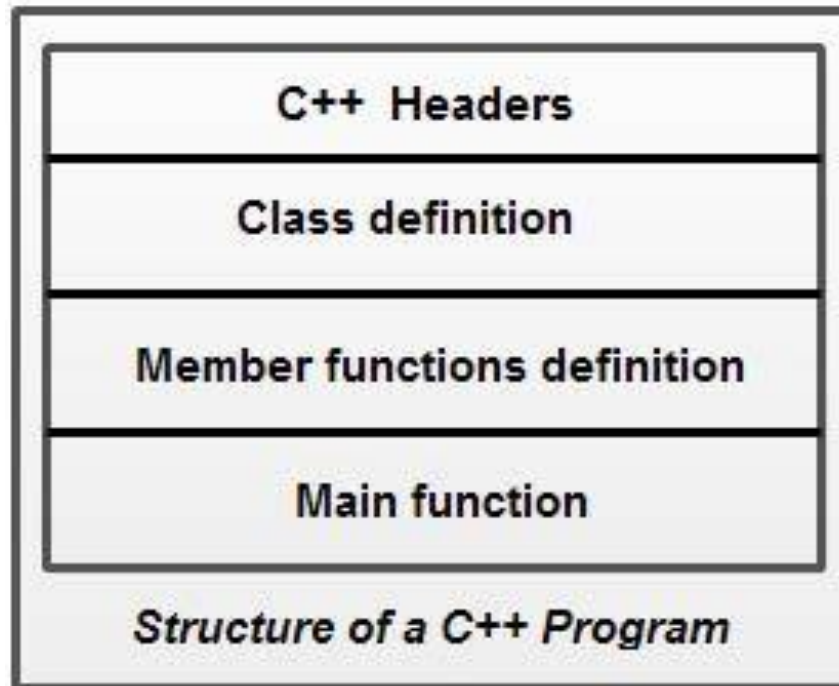 C++ Headers
Class definition
Member functions definition
Main function
Structure of a C++ Program